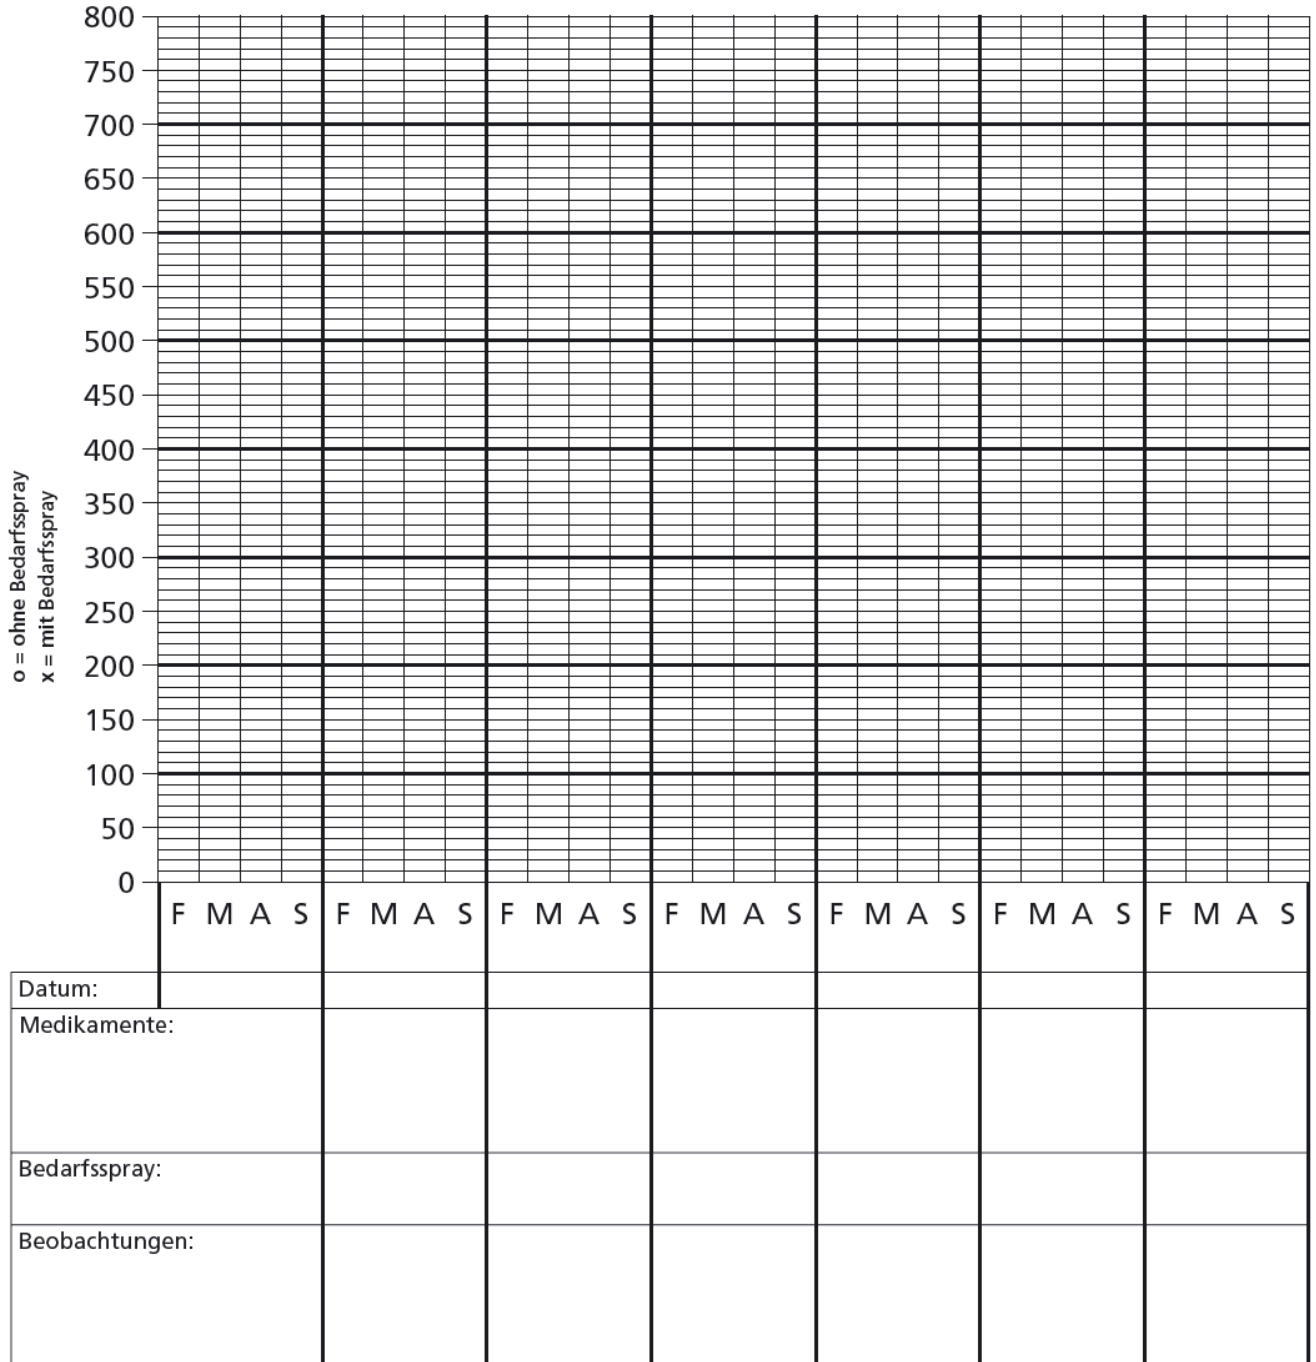 800
750
700
650
600
550
500
450
400
350
300
250
200
150
100
50
0
o = ohne Bedarfsspray
x = mit Bedarfsspray
F M A S F M A S F M A S F M A S F M A S F M A S F M A S
Datum:
Medikamente:
Bedarfsspray:
Beobachtungen: